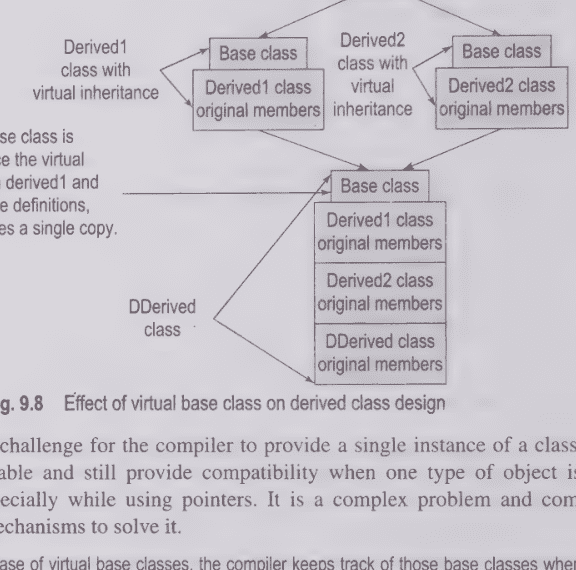 Derived1
class with
virtual inheritance
Base class
Derived1 class
original members
Derived2
class with
virtual
inheritance
Base class
Derived2 class
original members
se class is
e the virtual
derived1 and
e definitions,
es a single copy.
Base class
Derived1 class
original members
Derived2 class
original members
DDerived class
original members
DDerived
class
g. 9.8 Effect of virtual base class on derived class design
challenge for the compiler to provide a single instance of a class
able and still provide compatibility when one type of object is
ecially while using pointers. It is a complex problem and com
echanisms to solve it.
ase of virtual base classes, the compiler keeps track of those base classes wher